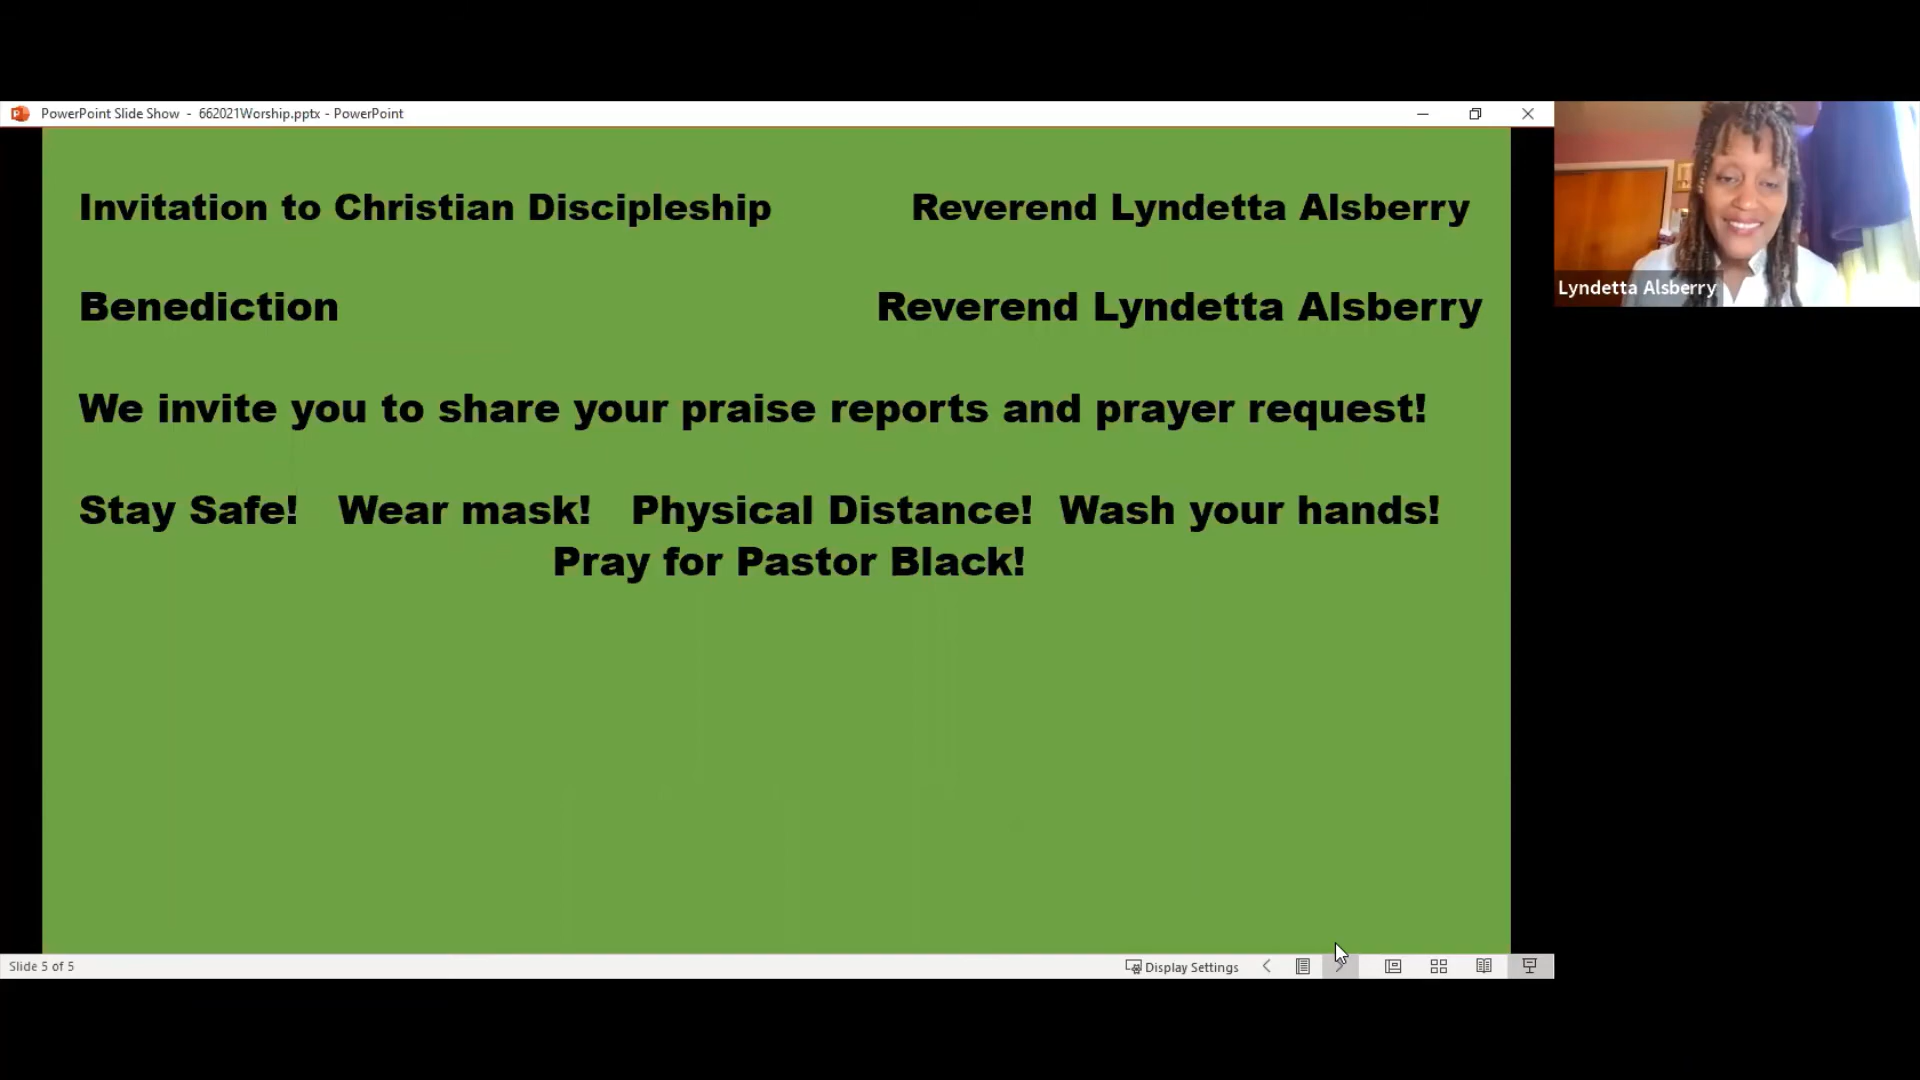 PowerPoint Slide Show - 662021Worship.pptx - PowerPoint
Invitation to Christian Discipleship Reverend Lyndetta Alsberry
Benediction Reverend Lyndetta Alsberry
We invite you to share your praise reports and prayer request!
Stay Safe! Wear mask! Physical Distance! Wash your hands!
Pray for Pastor Black!
Lyndetta Alsberry
Slide 5 of 5
Display Settings